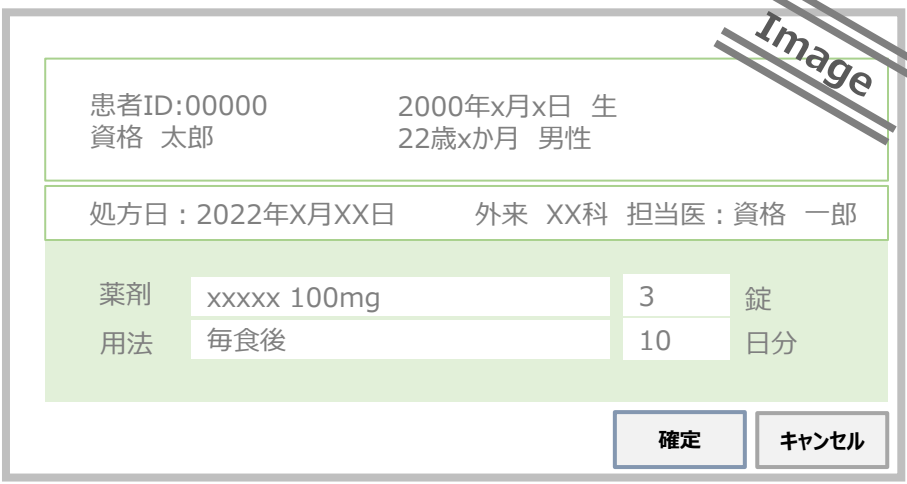 Image
患者ID:00000 2000年x月x日 生
資格 太郎 22歳xか月 男性
処方日：2022年X月XX日 外来 XX科 担当医：資格 一郎
薬剤 xxxxx 100mg 3 錠
用法 毎食後 10 日分
確定 キャンセル